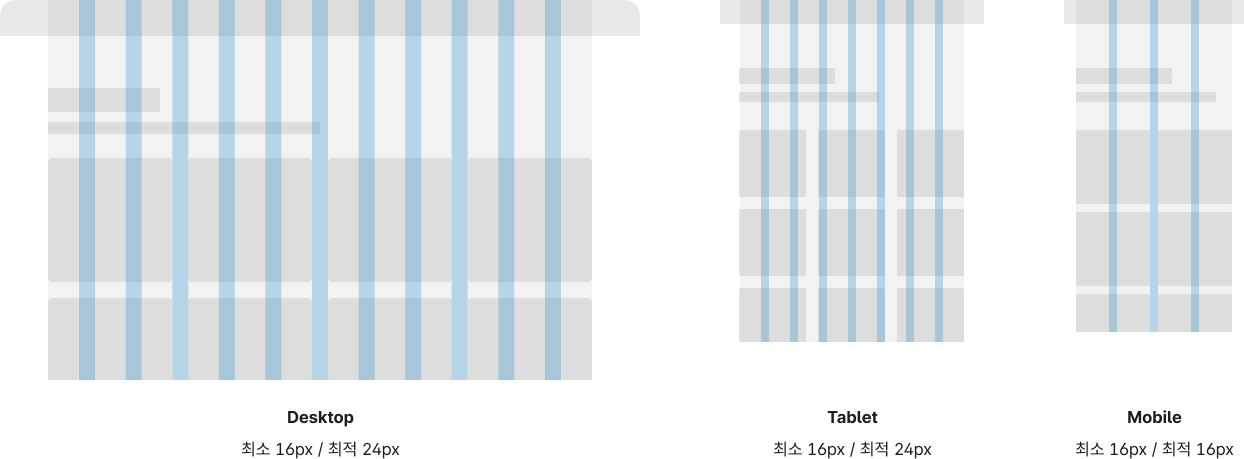 Desktop
최소 16px / 최적 24px
Tablet
최소 16px / 최적 24px
Mobile
최소 16px / 최적 16px